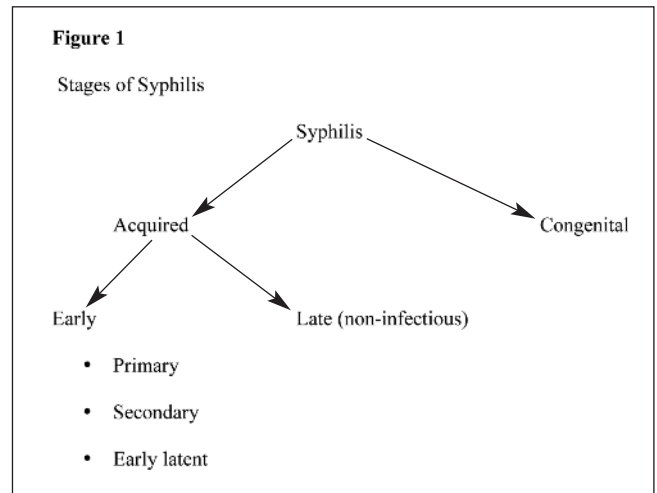 Figure 1
Stages of Syphilis
Syphilis
Acquired
Congenital
Early
Late (non-infectious)
• Primary
• Secondary
• Early latent